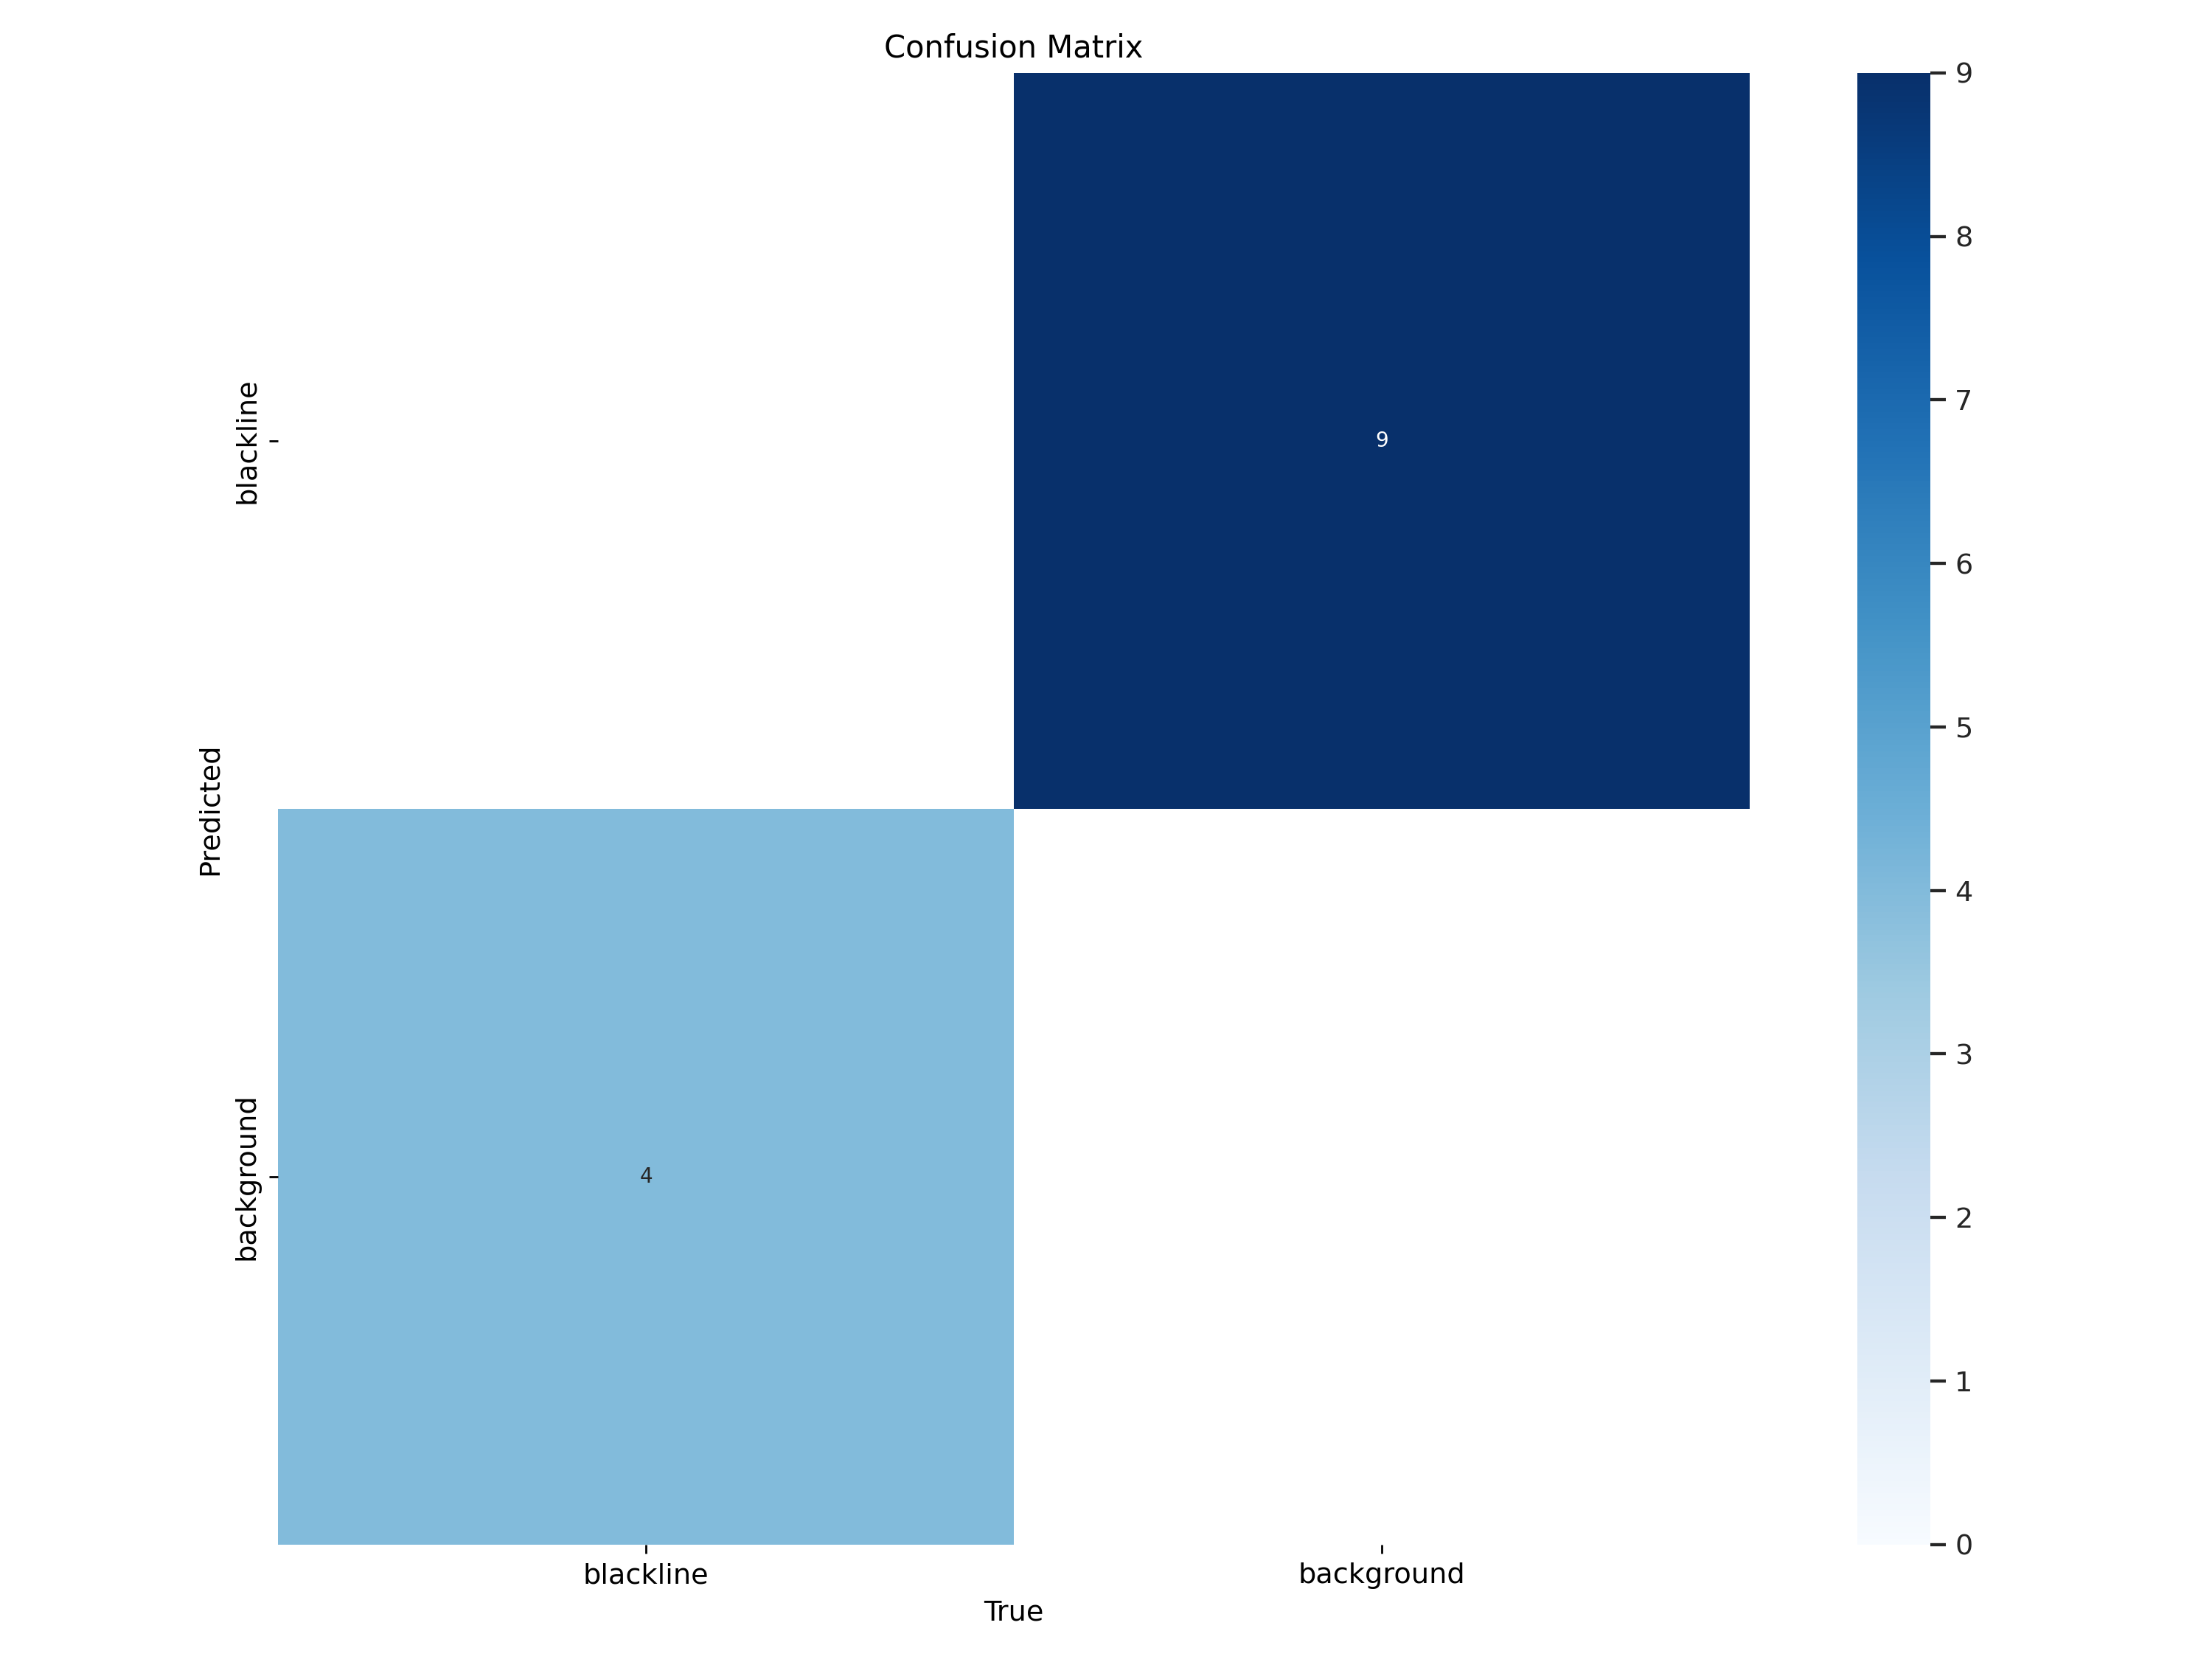 Confusion Matrix
blackline
background
Predicted
9
4
blackline
background
True
9
8
7
6
5
4
3
2
1
0